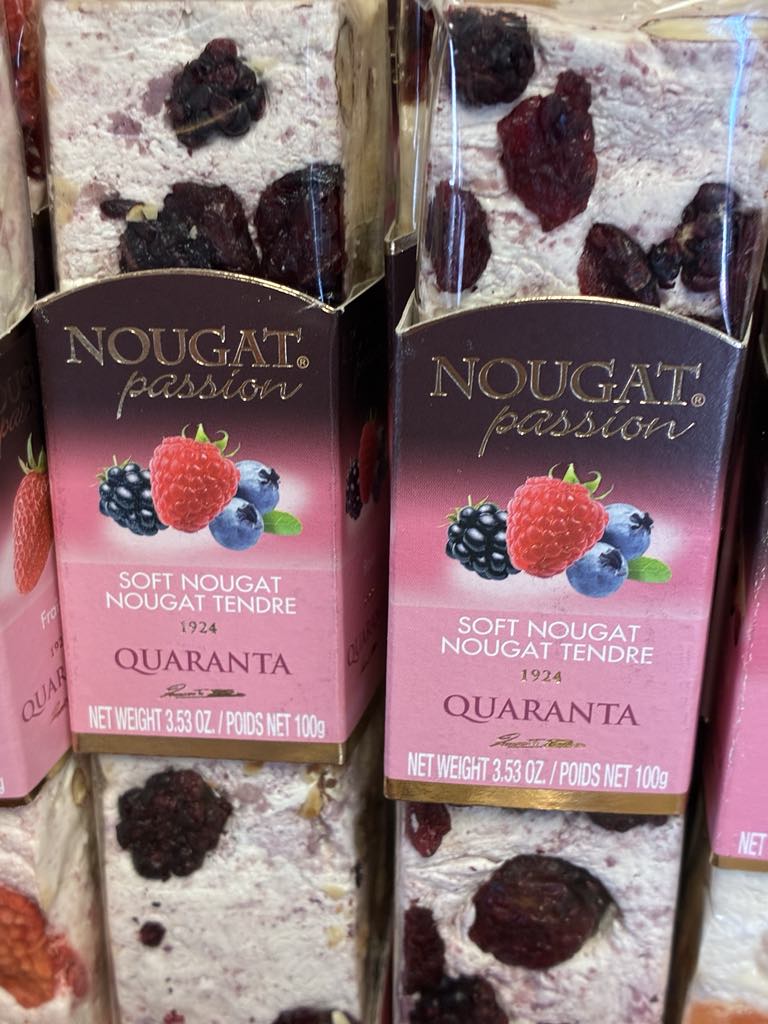 NOUGAT®
passion
SOFT NOUGAT
NOUGAT TENDRE
1924
QUARANTA
NET WEIGHT 3.53 OZ. / POIDS NET 100g
NOUGAT®
passion
SOFT NOUGAT
NOUGAT TENDRE
1924
QUARANTA
NET WEIGHT 3.53 OZ. / POIDS NET 100g
NET